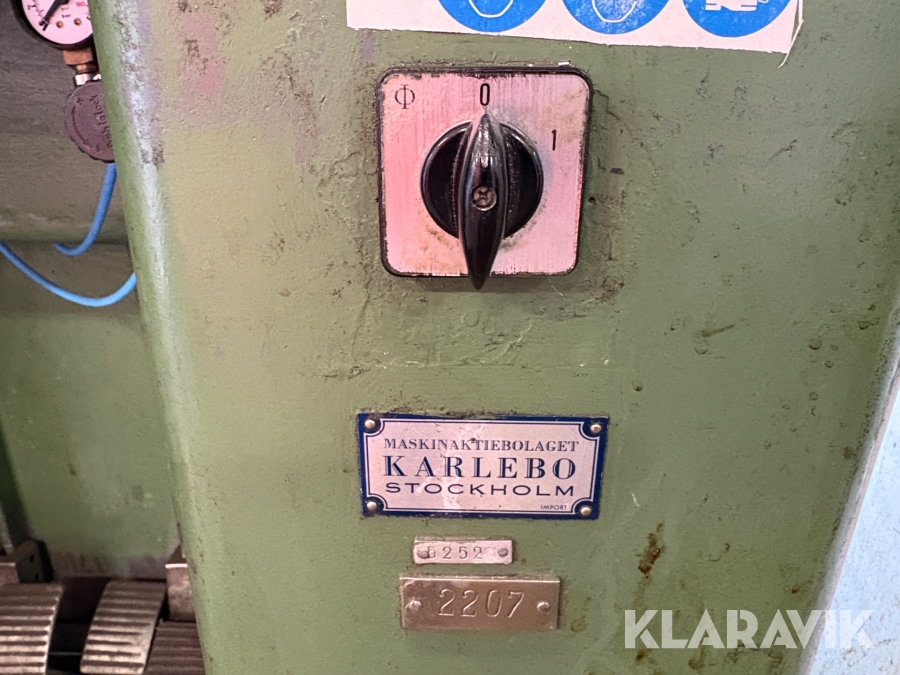 0
1
MASKINAKTIEBOLAGET
KARLEBO
STOCKHOLM
IMPORT
2207
KLARAVIK